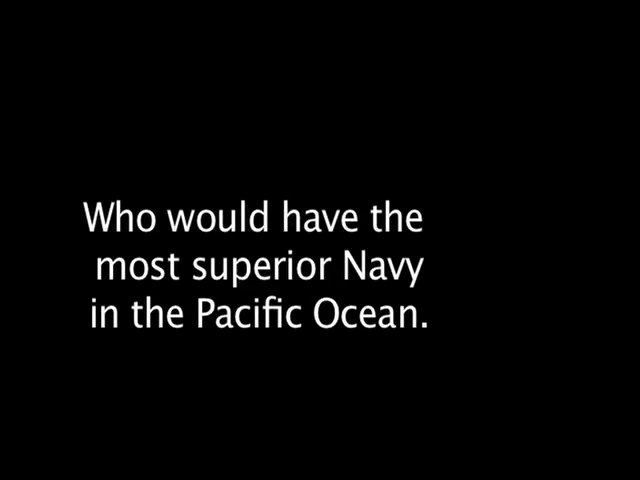 Who would have the
most superior Navy
in the Pacific Ocean.